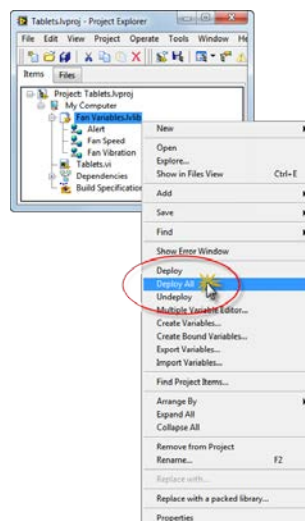 Tablets.lvproj - Project Explorer
File Edit View Project Operate Tools Window He
Items Files
Project: Tablets.lvproj
My Computer
Fan Variables.lvlib
Alert
Fan Speed
Fan Vibration
Tablets.vi
Dependencies
Build Specification
New
Open
Explore...
Show in Files View Ctrl+E
Add
Save
Find
Show Error Window
Deploy
Deploy All
Undeploy
Multiple Variable Editor...
Create Variables...
Create Bound Variables...
Export Variables...
Import Variables...
Find Project Items...
Arrange By
Expand All
Collapse All
Remove from Project
Rename... F2
Replace with...
Replace with a packed library...
Properties